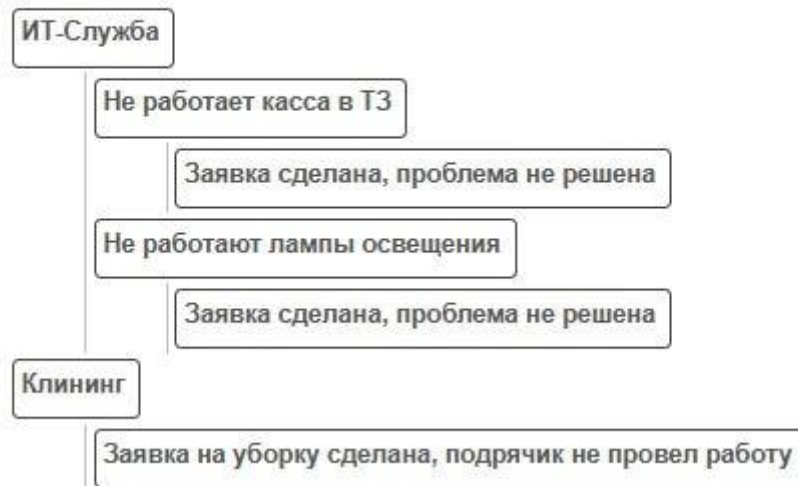 ИТ-Служба
Не работает касса в ТЗ
Заявка сделана, проблема не решена
Не работают лампы освещения
Заявка сделана, проблема не решена
Клининг
Заявка на уборку сделана, подрячик не провел работу